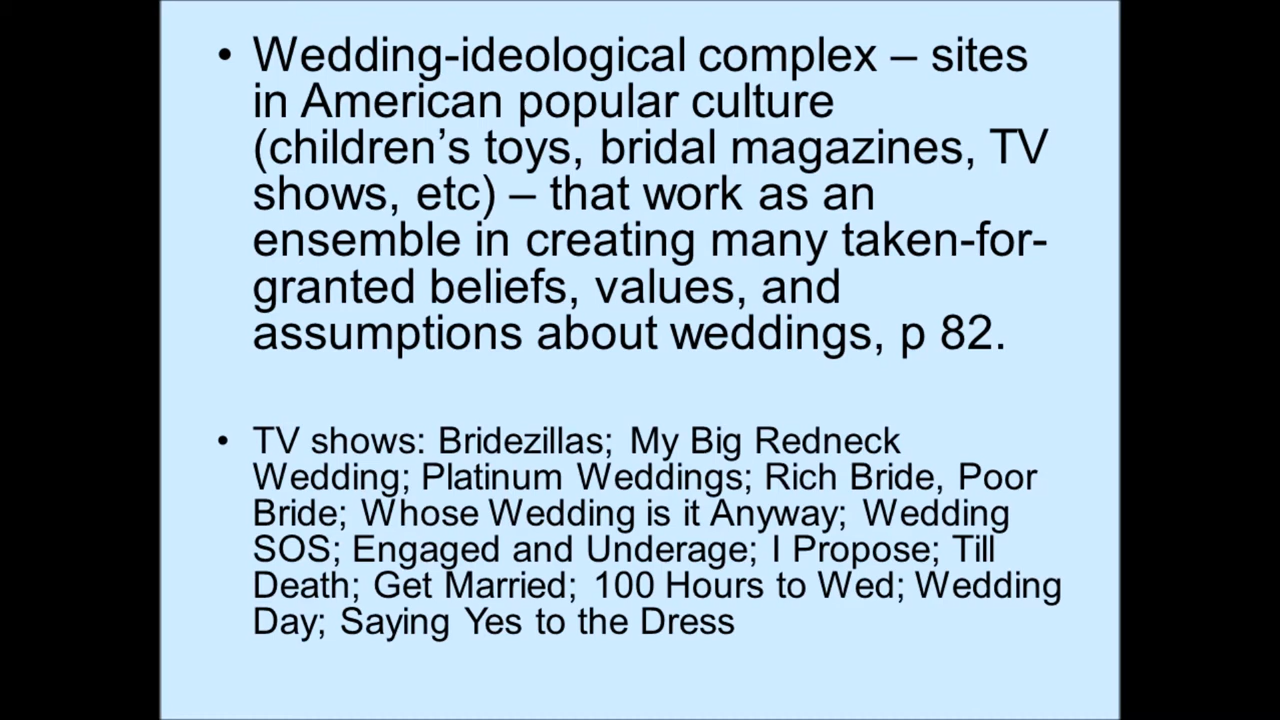 • Wedding-ideological complex – sites
in American popular culture
(children’s toys, bridal magazines, TV
shows, etc) – that work as an
ensemble in creating many taken-for-
granted beliefs, values, and
assumptions about weddings, p 82.
• TV shows: Bridezillas; My Big Redneck
Wedding; Platinum Weddings; Rich Bride, Poor
Bride; Whose Wedding is it Anyway; Wedding
SOS; Engaged and Underage; I Propose; Till
Death; Get Married; 100 Hours to Wed; Wedding
Day; Saying Yes to the Dress